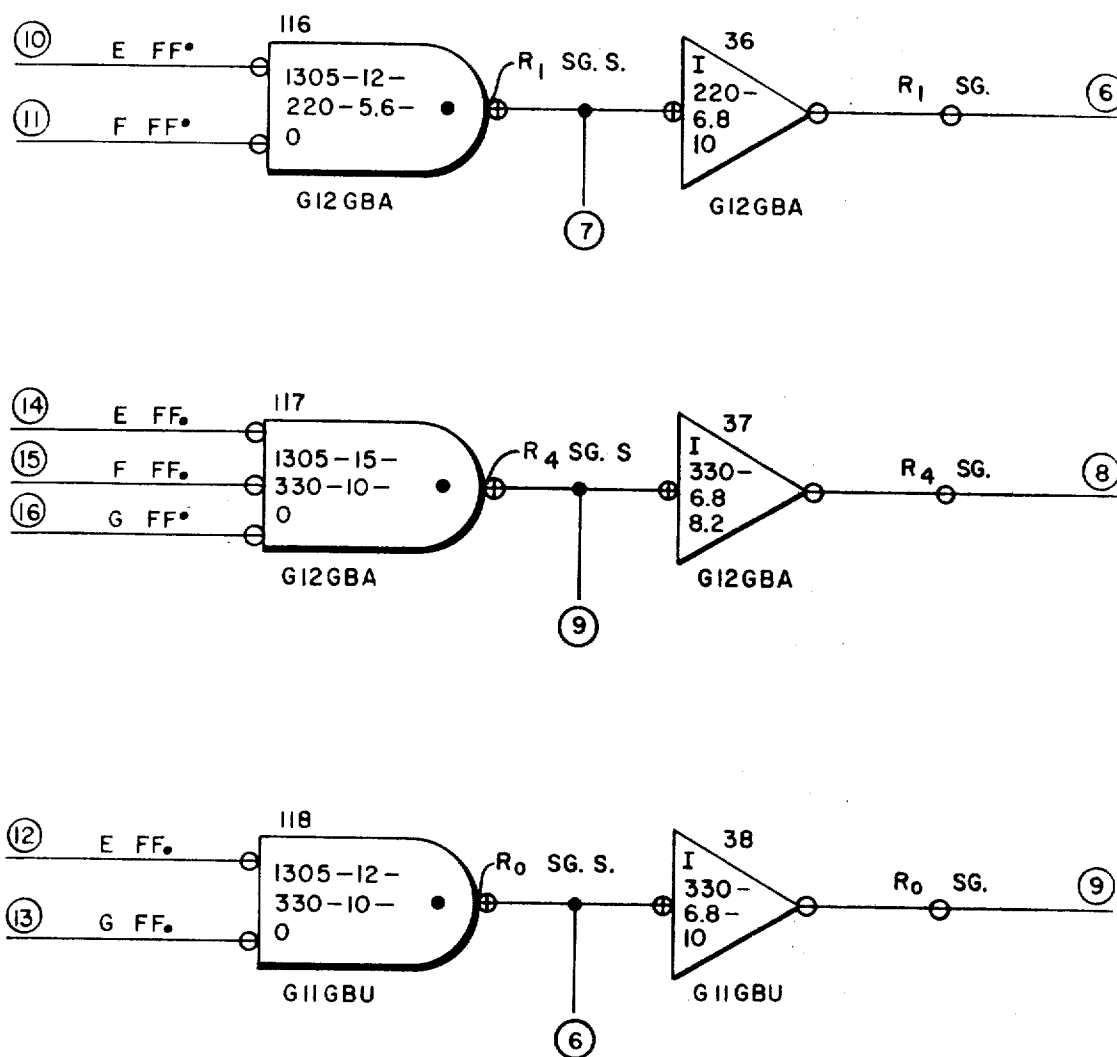 116
10 E FF•
11 F FF•
1305-12-
220-5.6-
0
G12GBA
R1 SG. S.
7
36
I
220-
6.8
10
G12GBA
R1 SG.
6
117
14 E FF.
15 F FF.
16 G FF•
1305-15-
330-10-
0
G12GBA
R4 SG. S
9
37
I
330-
6.8
8.2
G12GBA
R4 SG.
8
118
12 E FF.
13 G FF.
1305-12-
330-10-
0
G11GBU
R0 SG. S.
6
38
I
330-
6.8-
10
G11GBU
R0 SG.
9